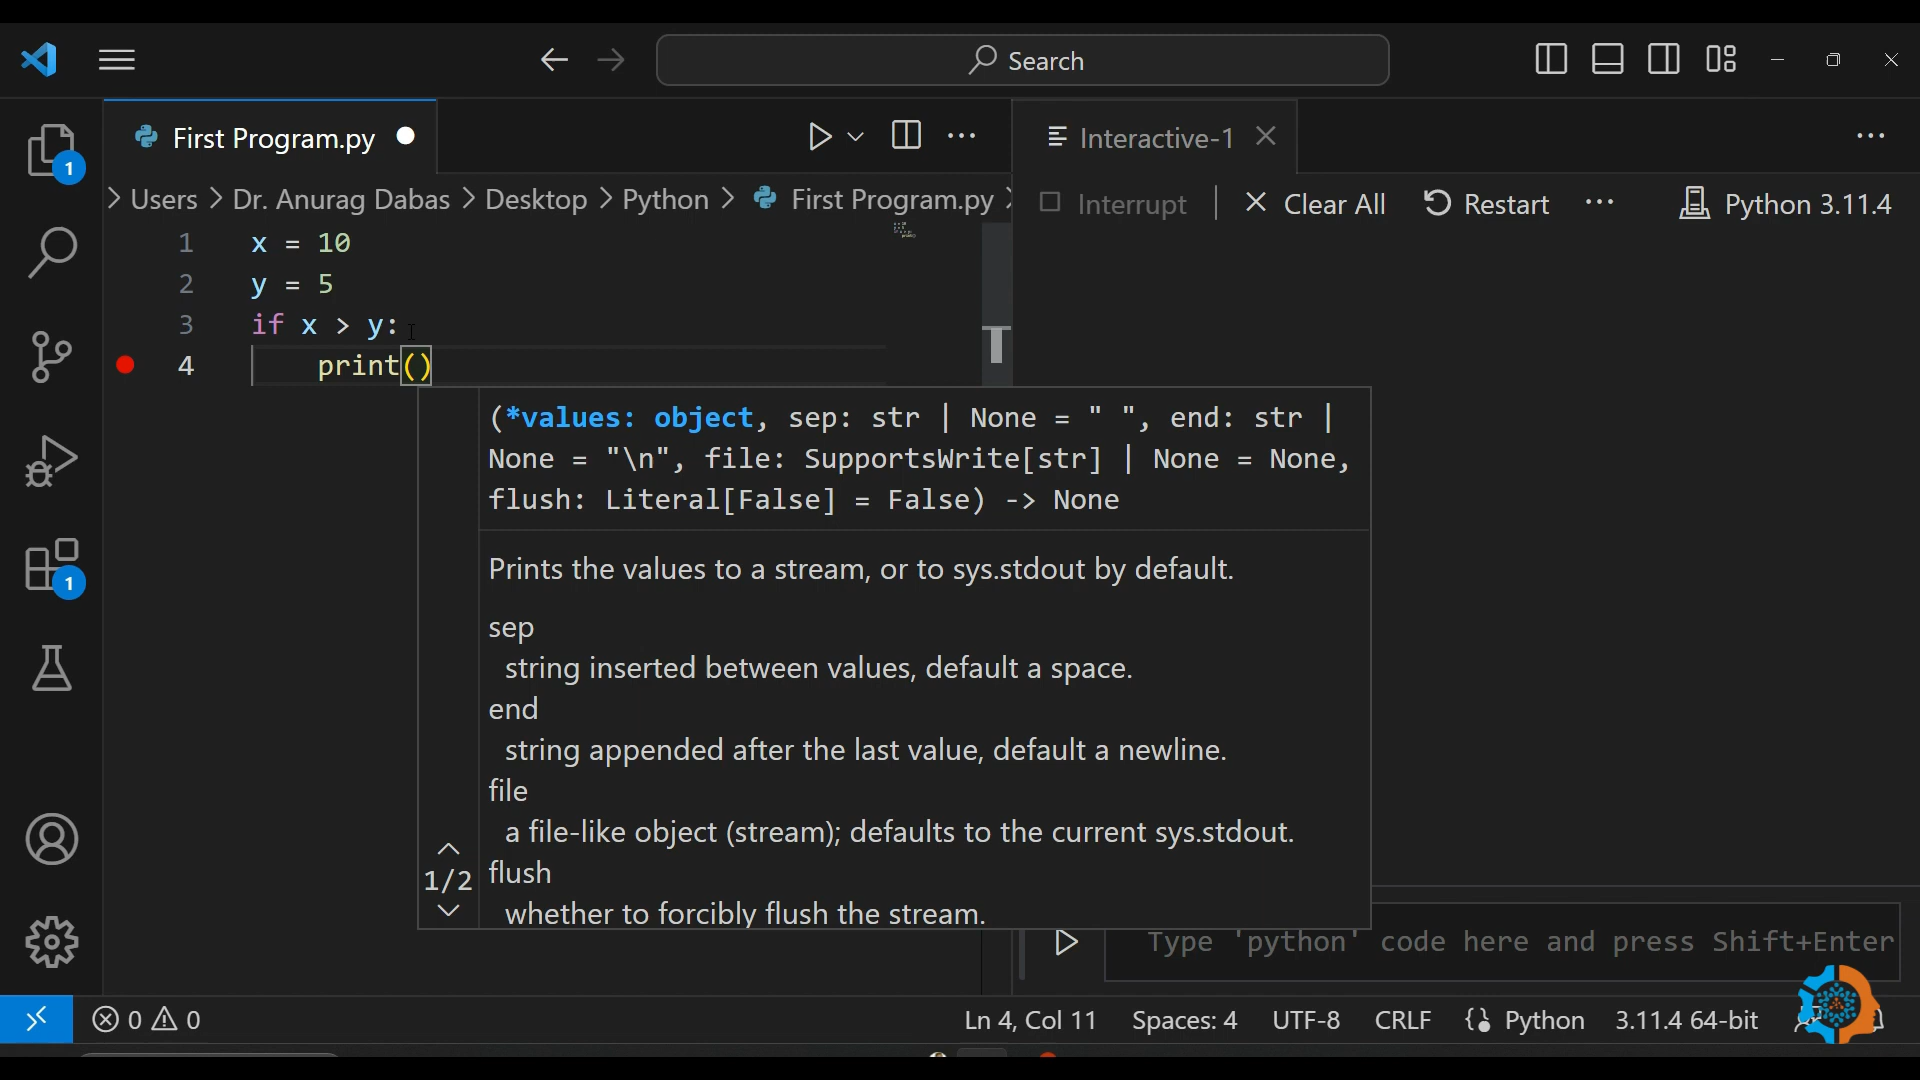 Search
First Program.py
Interactive-1
> Users > Dr. Anurag Dabas > Desktop > Python > First Program.py >
Interrupt | Clear All Restart ... Python 3.11.4
1 x = 10
2 y = 5
3 if x > y:
4 print()
(*values: object, sep: str | None = " ", end: str |
None = "\n", file: SupportsWrite[str] | None = None,
flush: Literal[False] = False) -> None
Prints the values to a stream, or to sys.stdout by default.
sep
string inserted between values, default a space.
end
string appended after the last value, default a newline.
file
a file-like object (stream); defaults to the current sys.stdout.
flush
whether to forcibly flush the stream.
1/2
1
1
Type 'python' code here and press Shift+Enter
0 0
Ln 4, Col 11 Spaces: 4 UTF-8 CRLF {} Python 3.11.4 64-bit